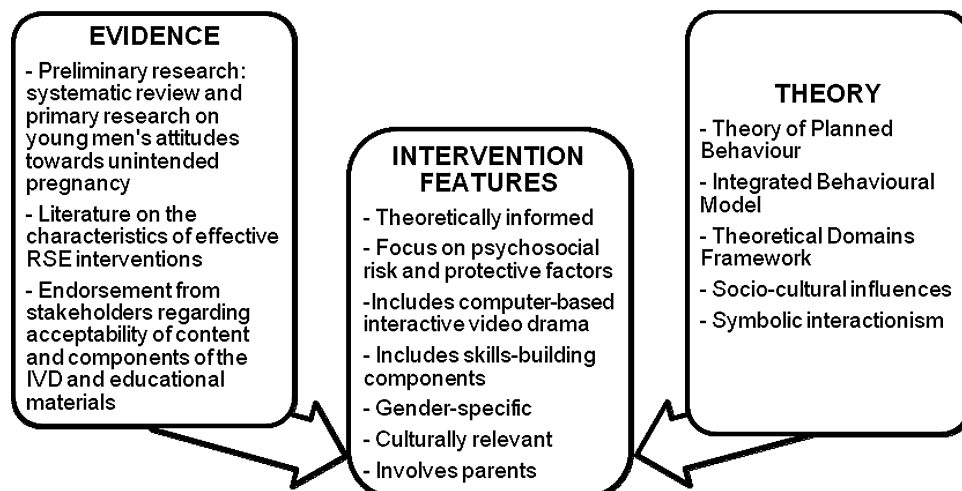 EVIDENCE
- Preliminary research:
systematic review and
primary research on
young men's attitudes
towards unintended
pregnancy
- Literature on the
characteristics of effective
RSE interventions
- Endorsement from
stakeholders regarding
acceptability of content
and components of the
IVD and educational
materials
INTERVENTION
FEATURES
- Theoretically informed
- Focus on psychosocial
risk and protective factors
-Includes computer-based
interactive video drama
- Includes skills-building
components
- Gender-specific
- Culturally relevant
- Involves parents
THEORY
- Theory of Planned
Behaviour
- Integrated Behavioural
Model
- Theoretical Domains
Framework
- Socio-cultural influences
- Symbolic interactionism